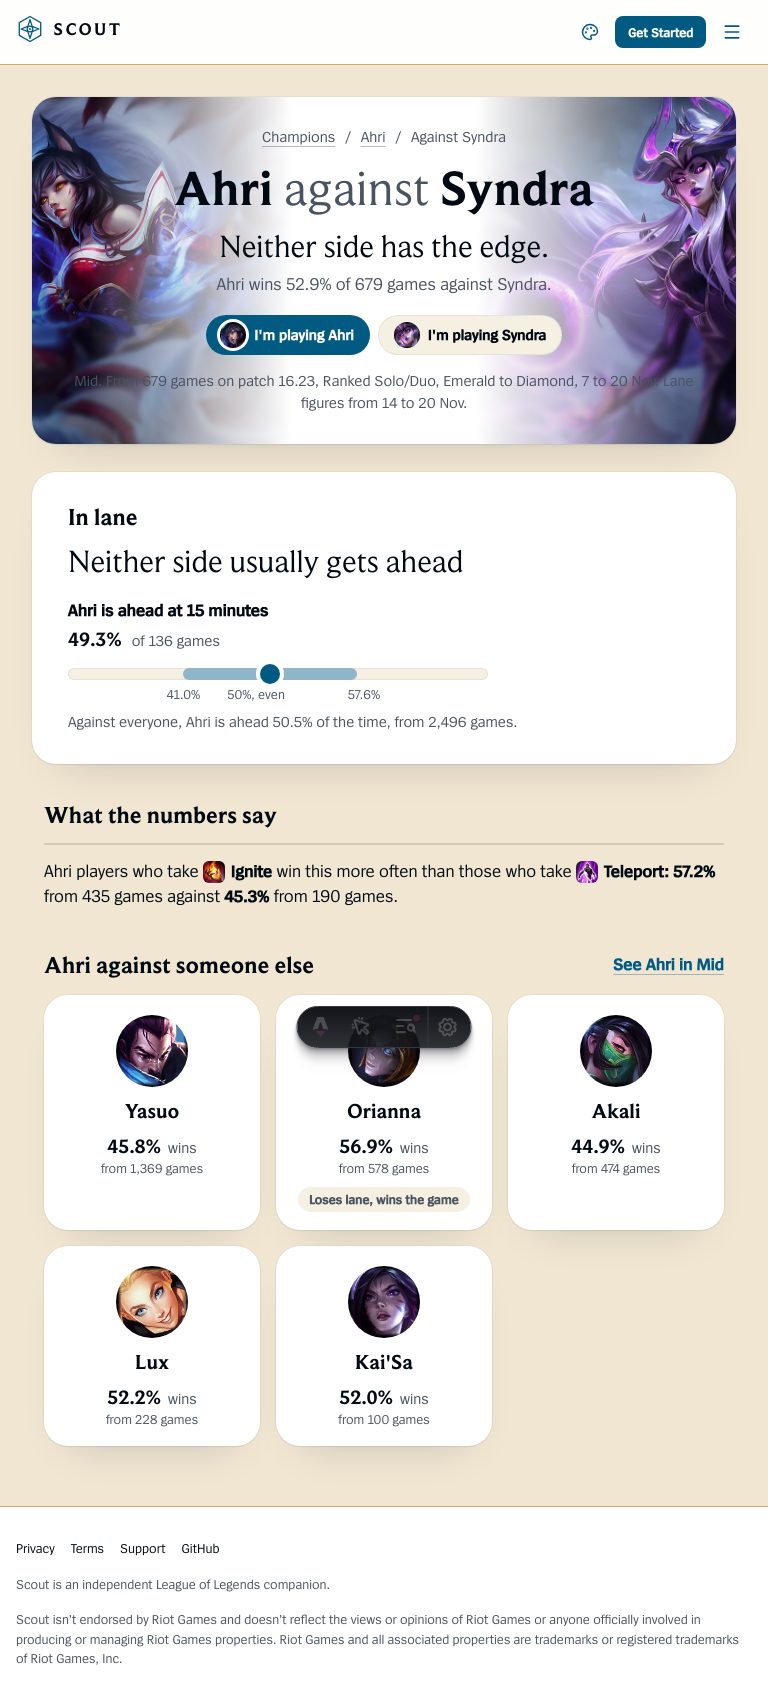 SCOUT
Get Started
Champions / Ahri / Against Syndra
Ahri against Syndra
Neither side has the edge.
Ahri wins 52.9% of 679 games against Syndra.
I'm playing Ahri
I'm playing Syndra
Mid. From 679 games on patch 16.23, Ranked Solo/Duo, Emerald to Diamond, 7 to 20 Nov. Lane
figures from 14 to 20 Nov.
In lane
Neither side usually gets ahead
Ahri is ahead at 15 minutes
49.3% of 136 games
41.0% 50%, even 57.6%
Against everyone, Ahri is ahead 50.5% of the time, from 2,496 games.
What the numbers say
Ahri players who take Ignite win this more often than those who take Teleport: 57.2%
from 435 games against 45.3% from 190 games.
Ahri against someone else
See Ahri in Mid
Yasuo
45.8% wins
from 1,369 games
Orianna
56.9% wins
from 578 games
Loses lane, wins the game
Akali
44.9% wins
from 474 games
Lux
52.2% wins
from 228 games
Kai'Sa
52.0% wins
from 100 games
Privacy Terms Support GitHub
Scout is an independent League of Legends companion.
Scout isn't endorsed by Riot Games and doesn't reflect the views or opinions of Riot Games or anyone officially involved in
producing or managing Riot Games properties. Riot Games and all associated properties are trademarks or registered trademarks
of Riot Games, Inc.